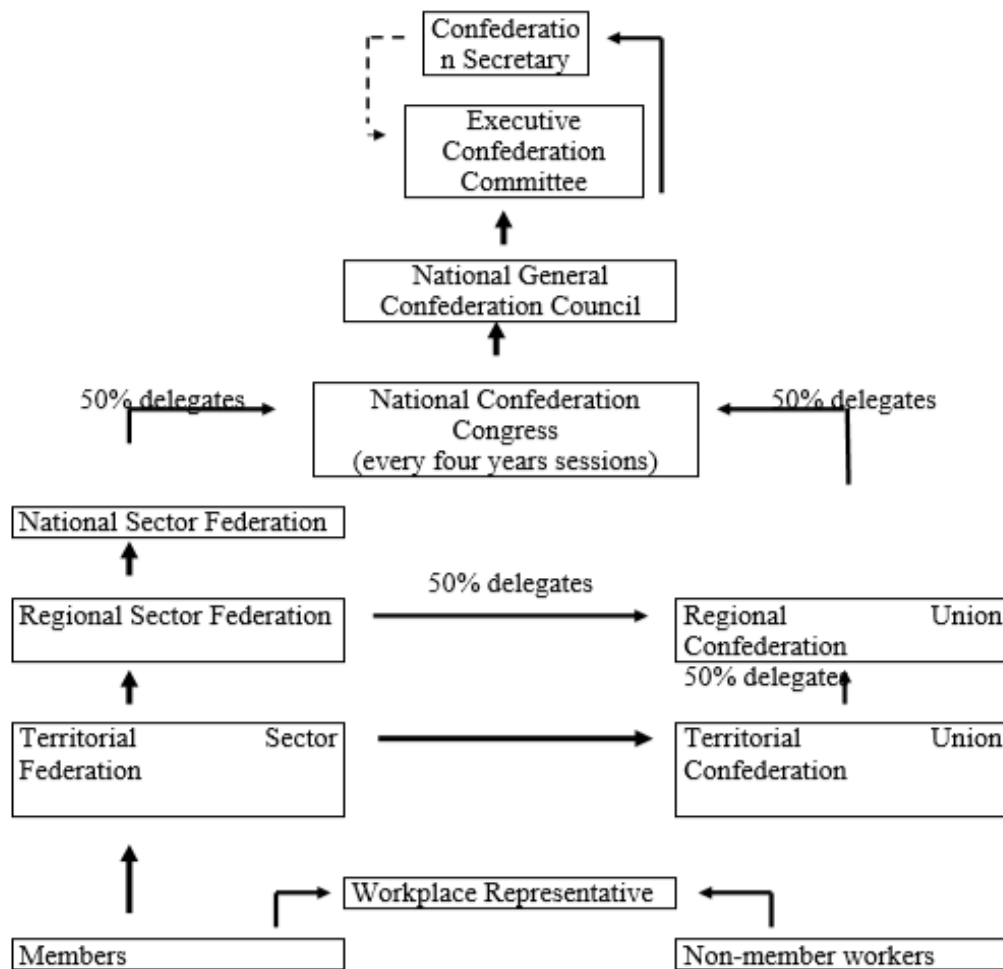 Confederatio
n Secretary
Executive
Confederation
Committee
National General
Confederation Council
50% delegates
National Confederation
Congress
(every four years sessions)
50% delegates
National Sector Federation
50% delegates
Regional Sector Federation
Regional Union
Confederation
50% delegates
Territorial Sector
Federation
Territorial Union
Confederation
Workplace Representative
Members
Non-member workers